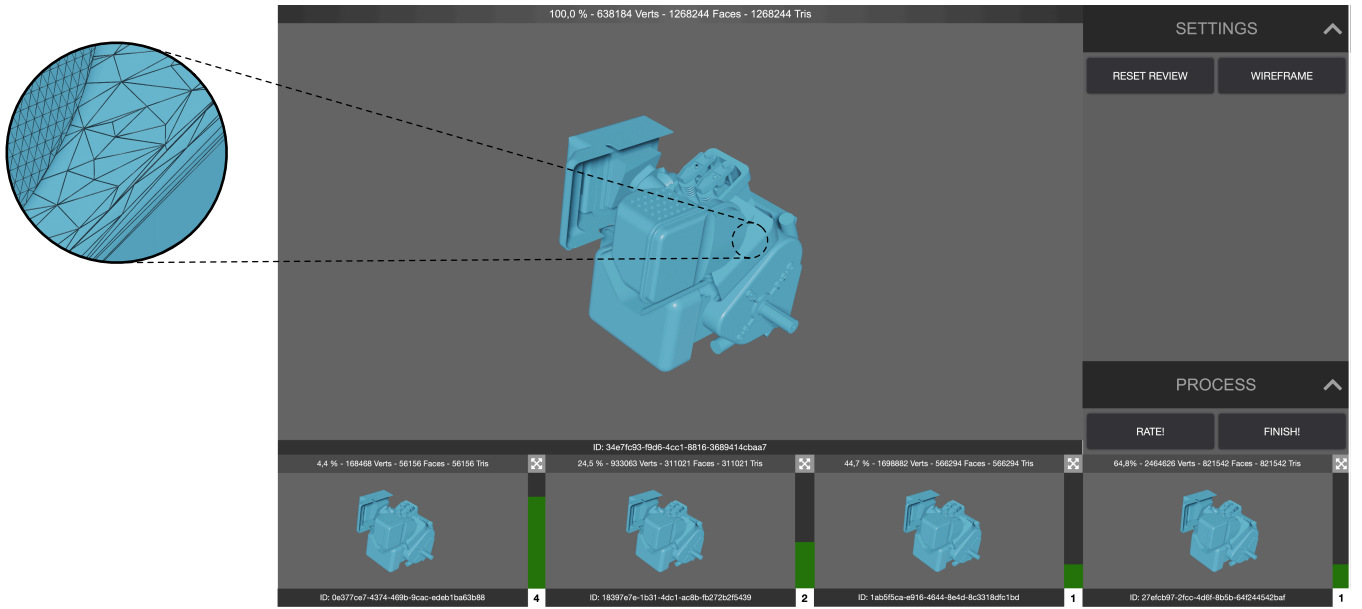 100,0 % - 638184 Verts - 1268244 Faces - 1268244 Tris
SETTINGS
RESET REVIEW
WIREFRAME
PROCESS
RATE!
FINISH!
ID: 34e7fc93-f9d6-4cc1-8816-3689414cbaa7
4,4 % - 168468 Verts - 56156 Faces - 56156 Tris
24,5 % - 933063 Verts - 311021 Faces - 311021 Tris
44,7 % - 1698882 Verts - 566294 Faces - 566294 Tris
64,8% - 2464626 Verts - 821542 Faces - 821542 Tris
ID: 0e377ce7-4374-469b-9cac-edeb1ba63b88
4
ID: 18397e7e-1b31-4dc1-ac8b-fb272b2f5439
2
ID: 1ab5f5ca-e916-4644-8e4d-8c3318dfc1bd
1
ID: 27efcb97-2fcc-4d6f-8b5b-64f244542baf
1